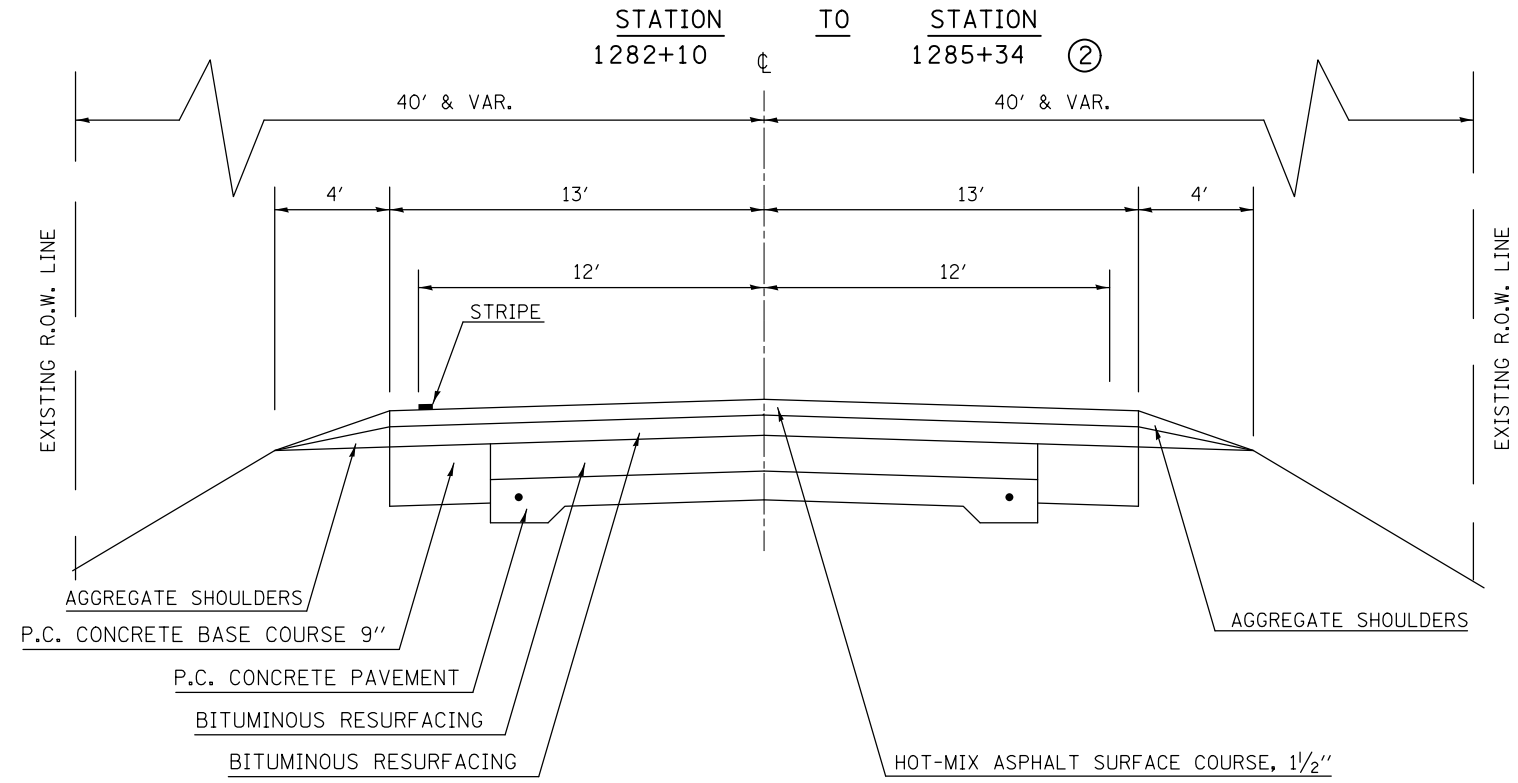 STATION TO STATION
1282+10 ℄ 1285+34 2
40' & VAR. 40' & VAR.
4' 13' 13' 4'
12' 12'
STRIPE
EXISTING R.O.W. LINE
EXISTING R.O.W. LINE
AGGREGATE SHOULDERS
AGGREGATE SHOULDERS
P.C. CONCRETE BASE COURSE 9"
P.C. CONCRETE PAVEMENT
BITUMINOUS RESURFACING
BITUMINOUS RESURFACING
HOT-MIX ASPHALT SURFACE COURSE, 1½"